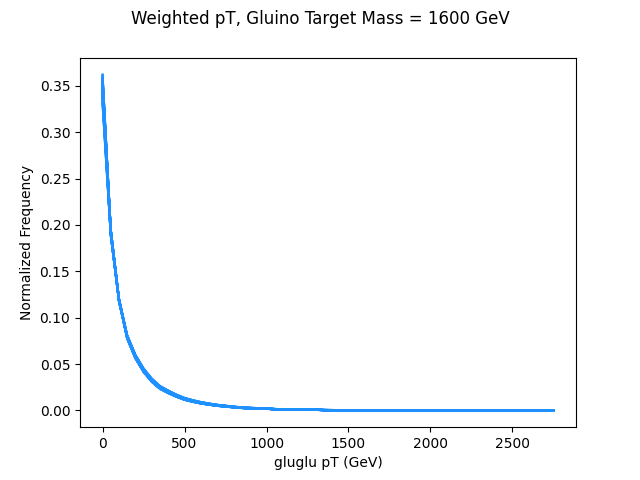 Weighted pT, Gluino Target Mass = 1600 GeV
0.35
0.30
0.25
0.20
0.15
0.10
0.05
0.00
Normalized Frequency
0 500 1000 1500 2000 2500
gluglu pT (GeV)